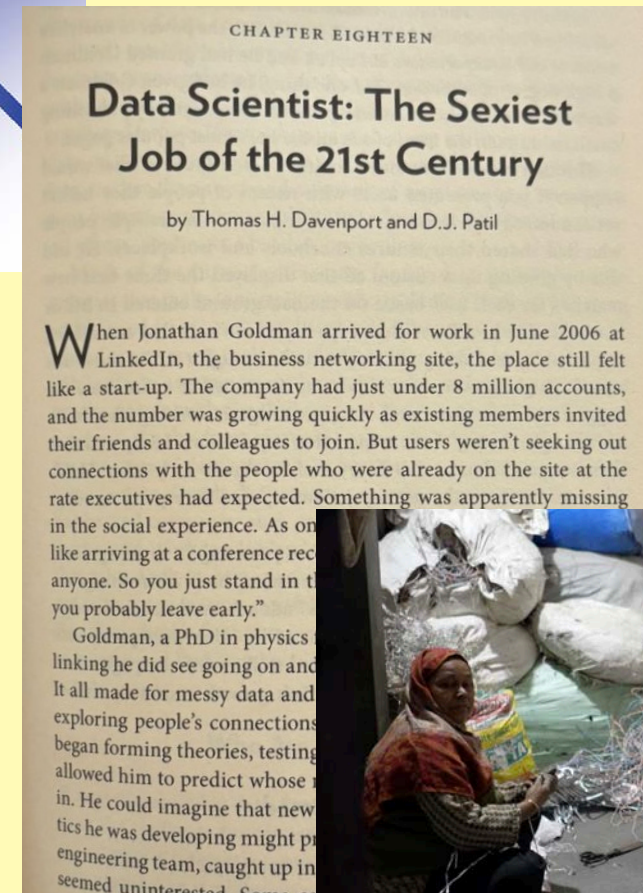 CHAPTER EIGHTEEN
Data Scientist: The Sexiest
Job of the 21st Century
by Thomas H. Davenport and D.J. Patil
When Jonathan Goldman arrived for work in June 2006 at
LinkedIn, the business networking site, the place still felt
like a start-up. The company had just under 8 million accounts,
and the number was growing quickly as existing members invited
their friends and colleagues to join. But users weren't seeking out
connections with the people who were already on the site at the
rate executives had expected. Something was apparently missing
in the social experience. As on
like arriving at a conference rec
anyone. So you just stand in t
you probably leave early."
Goldman, a PhD in physics
linking he did see going on and
It all made for messy data and
exploring people's connections
began forming theories, testing
allowed him to predict whose
in. He could imagine that new
tics he was developing might p
engineering team, caught up in
seemed uninterested.